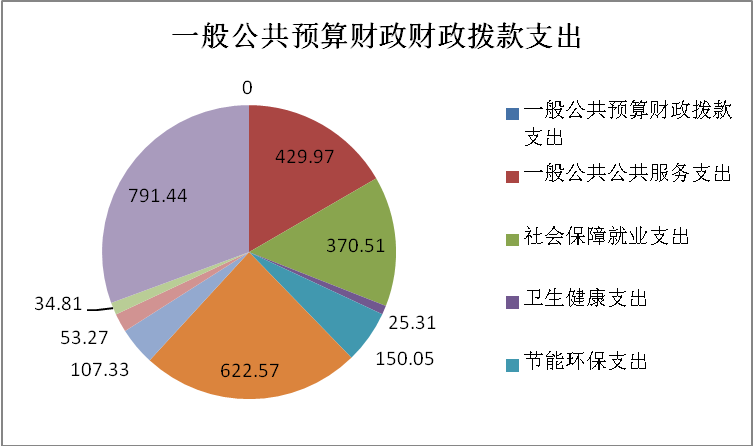 一般公共预算财政财政拨款支出
0
429.97
370.51
25.31
150.05
622.57
107.33
53.27
34.81
791.44
一般公共预算财政拨款
支出
一般公共公共服务支出
社会保障就业支出
卫生健康支出
节能环保支出